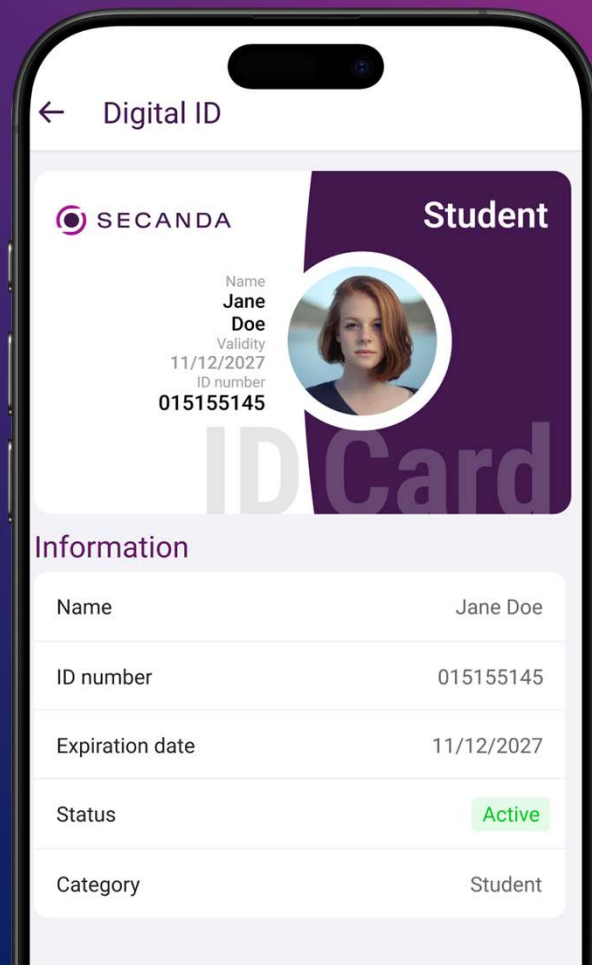 Digital ID
SECANDA
Student
Name
Jane
Doe
Validity
11/12/2027
ID number
015155145
ID Card
Information
Name Jane Doe
ID number 015155145
Expiration date 11/12/2027
Status Active
Category Student